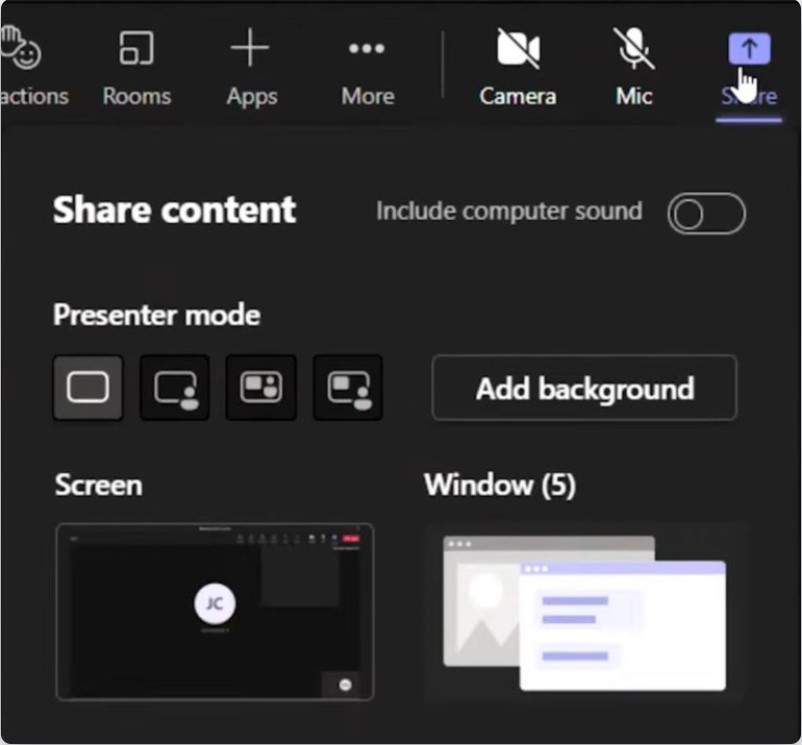 actions Rooms Apps More Camera Mic Share
Share content Include computer sound
Presenter mode
Add background
Screen Window (5)
JC